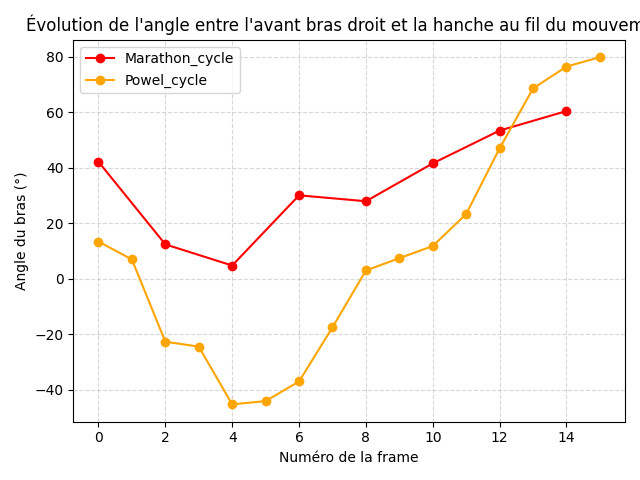 Évolution de l'angle entre l'avant bras droit et la hanche au fil du mouvem
Marathon_cycle
Powel_cycle
80
60
40
20
0
−20
−40
Angle du bras (°)
0 2 4 6 8 10 12 14
Numéro de la frame